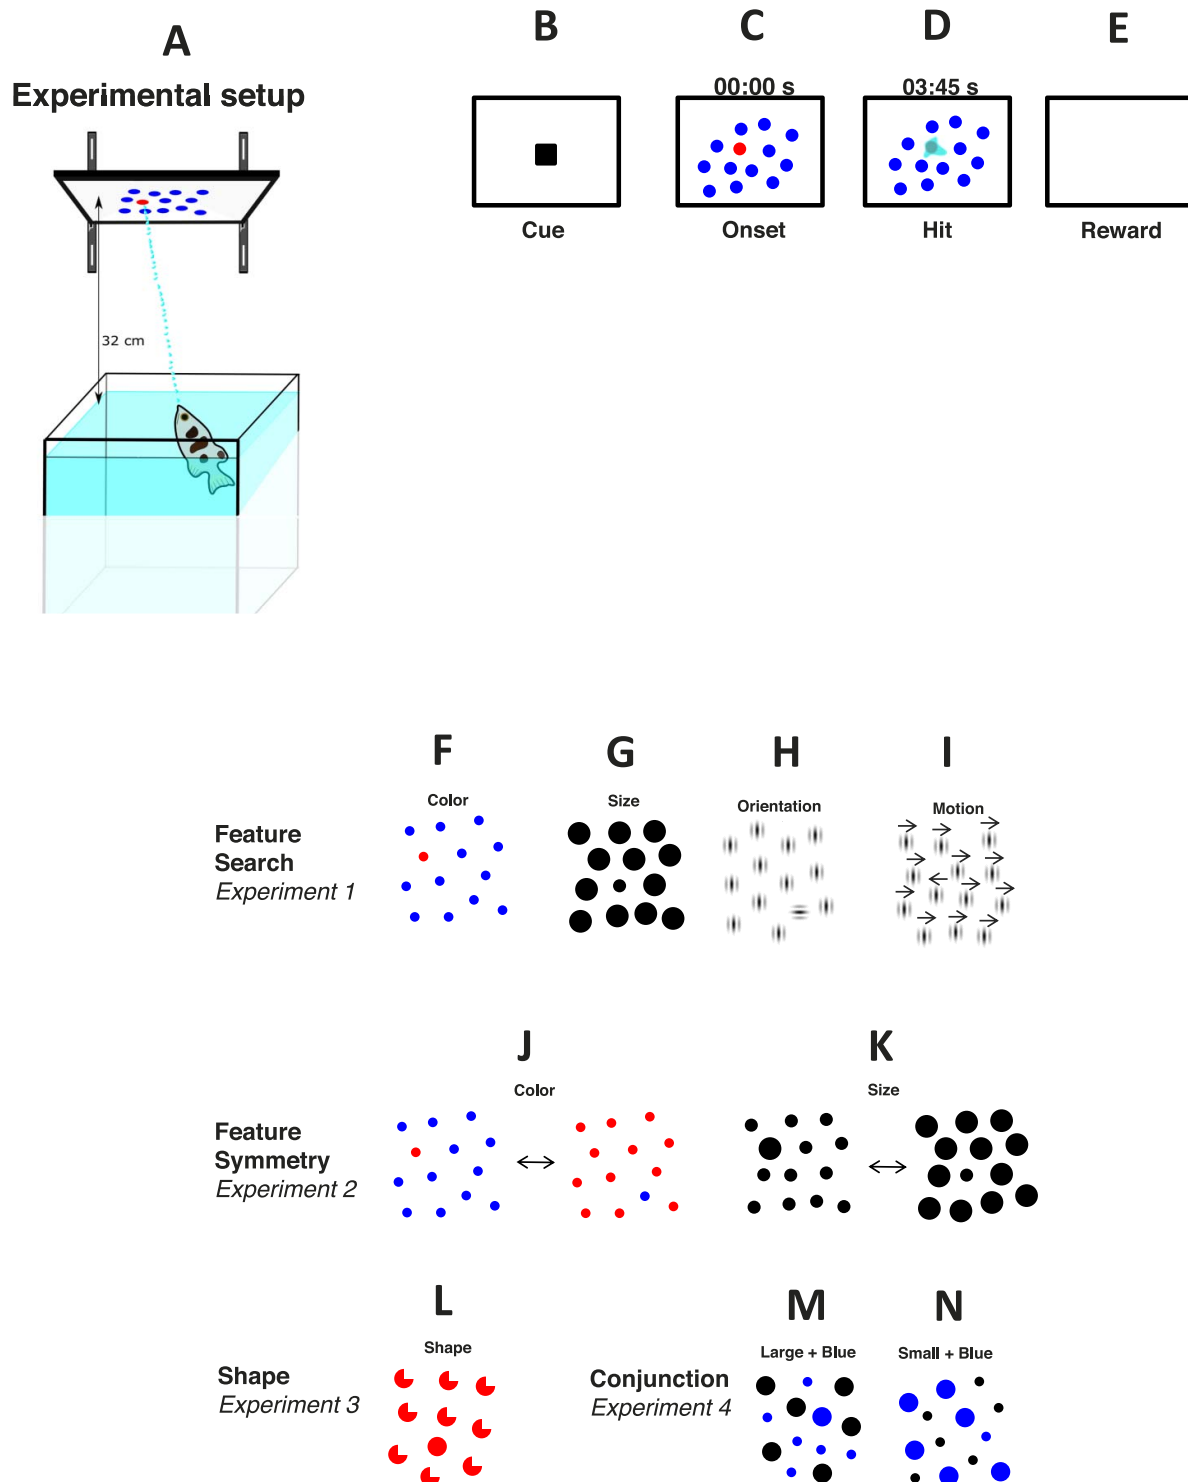 A
Experimental setup
32 cm
B
C
D
E
00:00 s
03:45 s
Cue
Onset
Hit
Reward
F
G
H
I
Color
Size
Orientation
Motion
Feature
Search
Experiment 1
J
K
Color
Size
Feature
Symmetry
Experiment 2
L
M
N
Shape
Large + Blue
Small + Blue
Shape
Experiment 3
Conjunction
Experiment 4